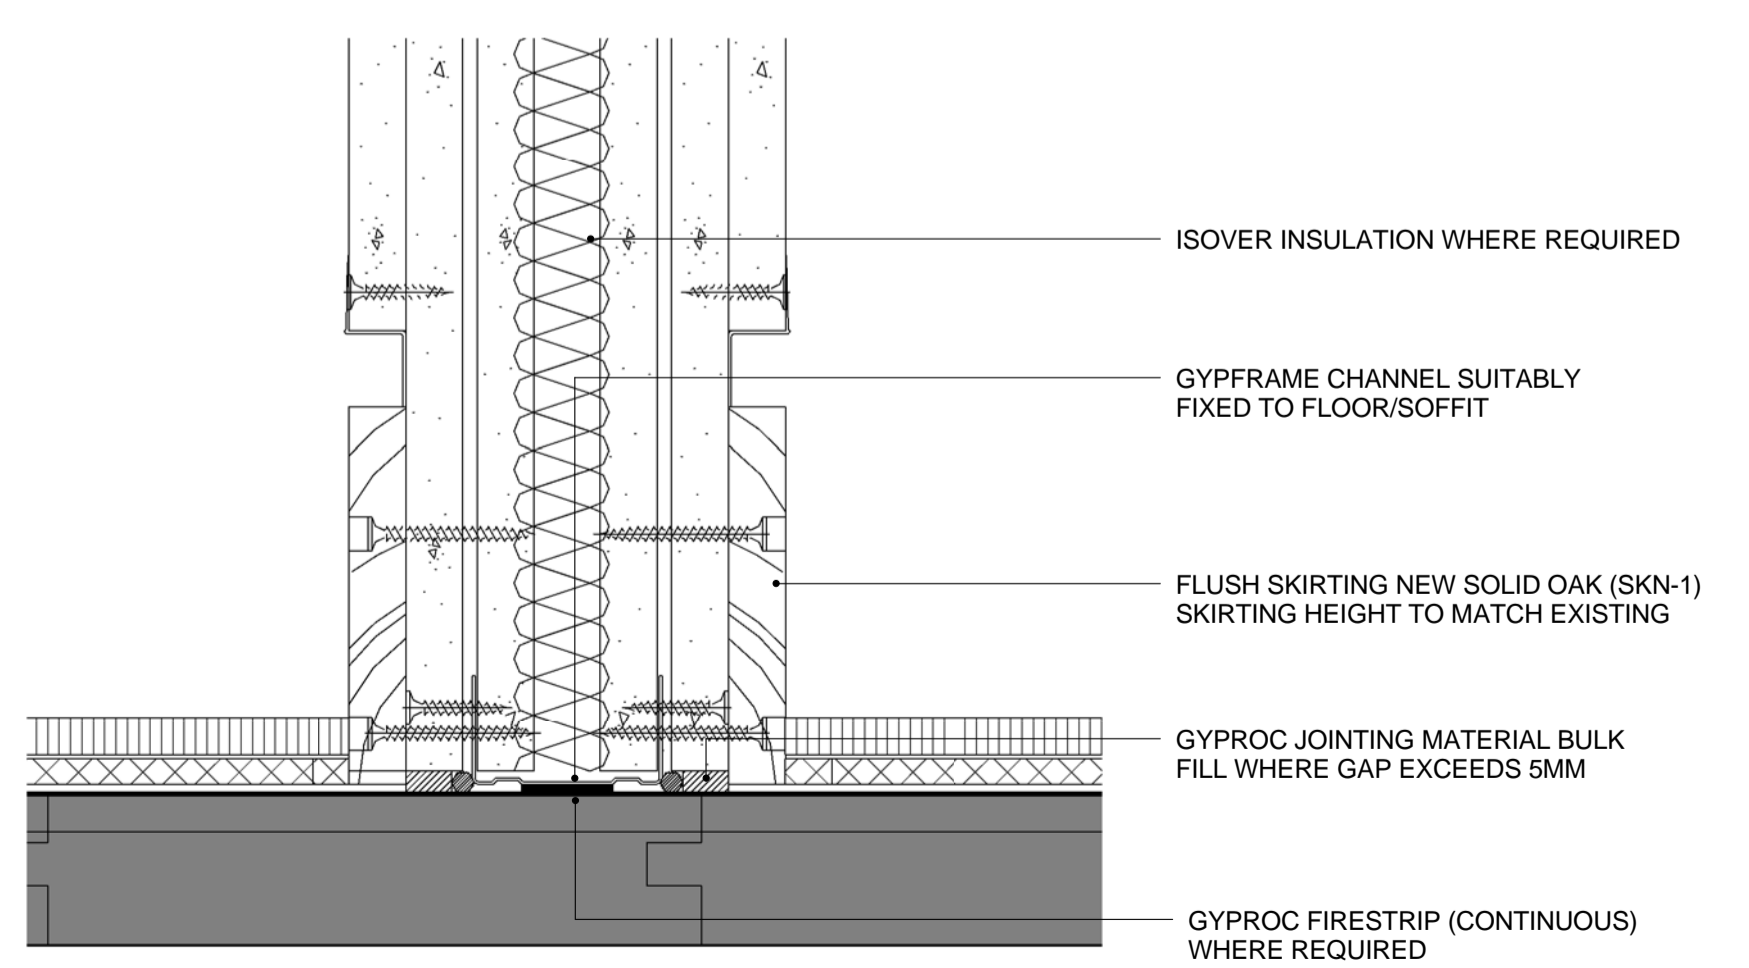 ISOVER INSULATION WHERE REQUIRED
GYPFRAME CHANNEL SUITABLY
FIXED TO FLOOR/SOFFIT
FLUSH SKIRTING NEW SOLID OAK (SKN-1)
SKIRTING HEIGHT TO MATCH EXISTING
GYPROC JOINTING MATERIAL BULK
FILL WHERE GAP EXCEEDS 5MM
GYPROC FIRESTRIP (CONTINUOUS)
WHERE REQUIRED